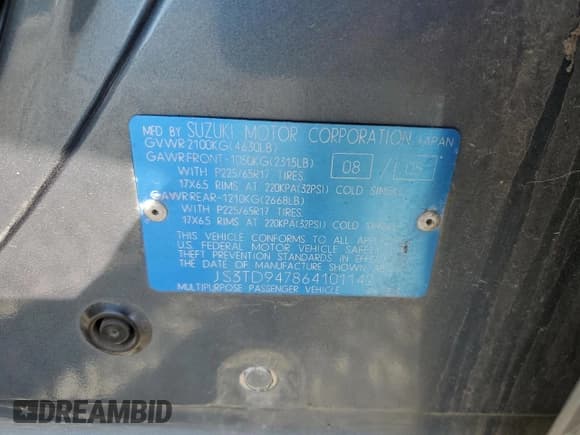 MFD BY SUZUKI MOTOR CORPORATION JAPAN
GVWR 2100KG(4630LB)
GAWR FRONT-1050KG(2315LB) 08 / 05
WITH P225/65R17 TIRES
17X6.5 RIMS AT 220KPA(32PSI) COLD SINGLE
GAWR REAR-1210KG(2668LB)
WITH P225/65R17 TIRES
17X6.5 RIMS AT 220KPA(32PSI) COLD
THIS VEHICLE CONFORMS TO ALL
U.S. FEDERAL MOTOR VEHICLE
THEFT PREVENTION STANDARDS IN
THE DATE OF MANUFACTURE SHOWN
JS3TD9478641011
MULTIPURPOSE PASSENGER VEHICLE
DREAMBID